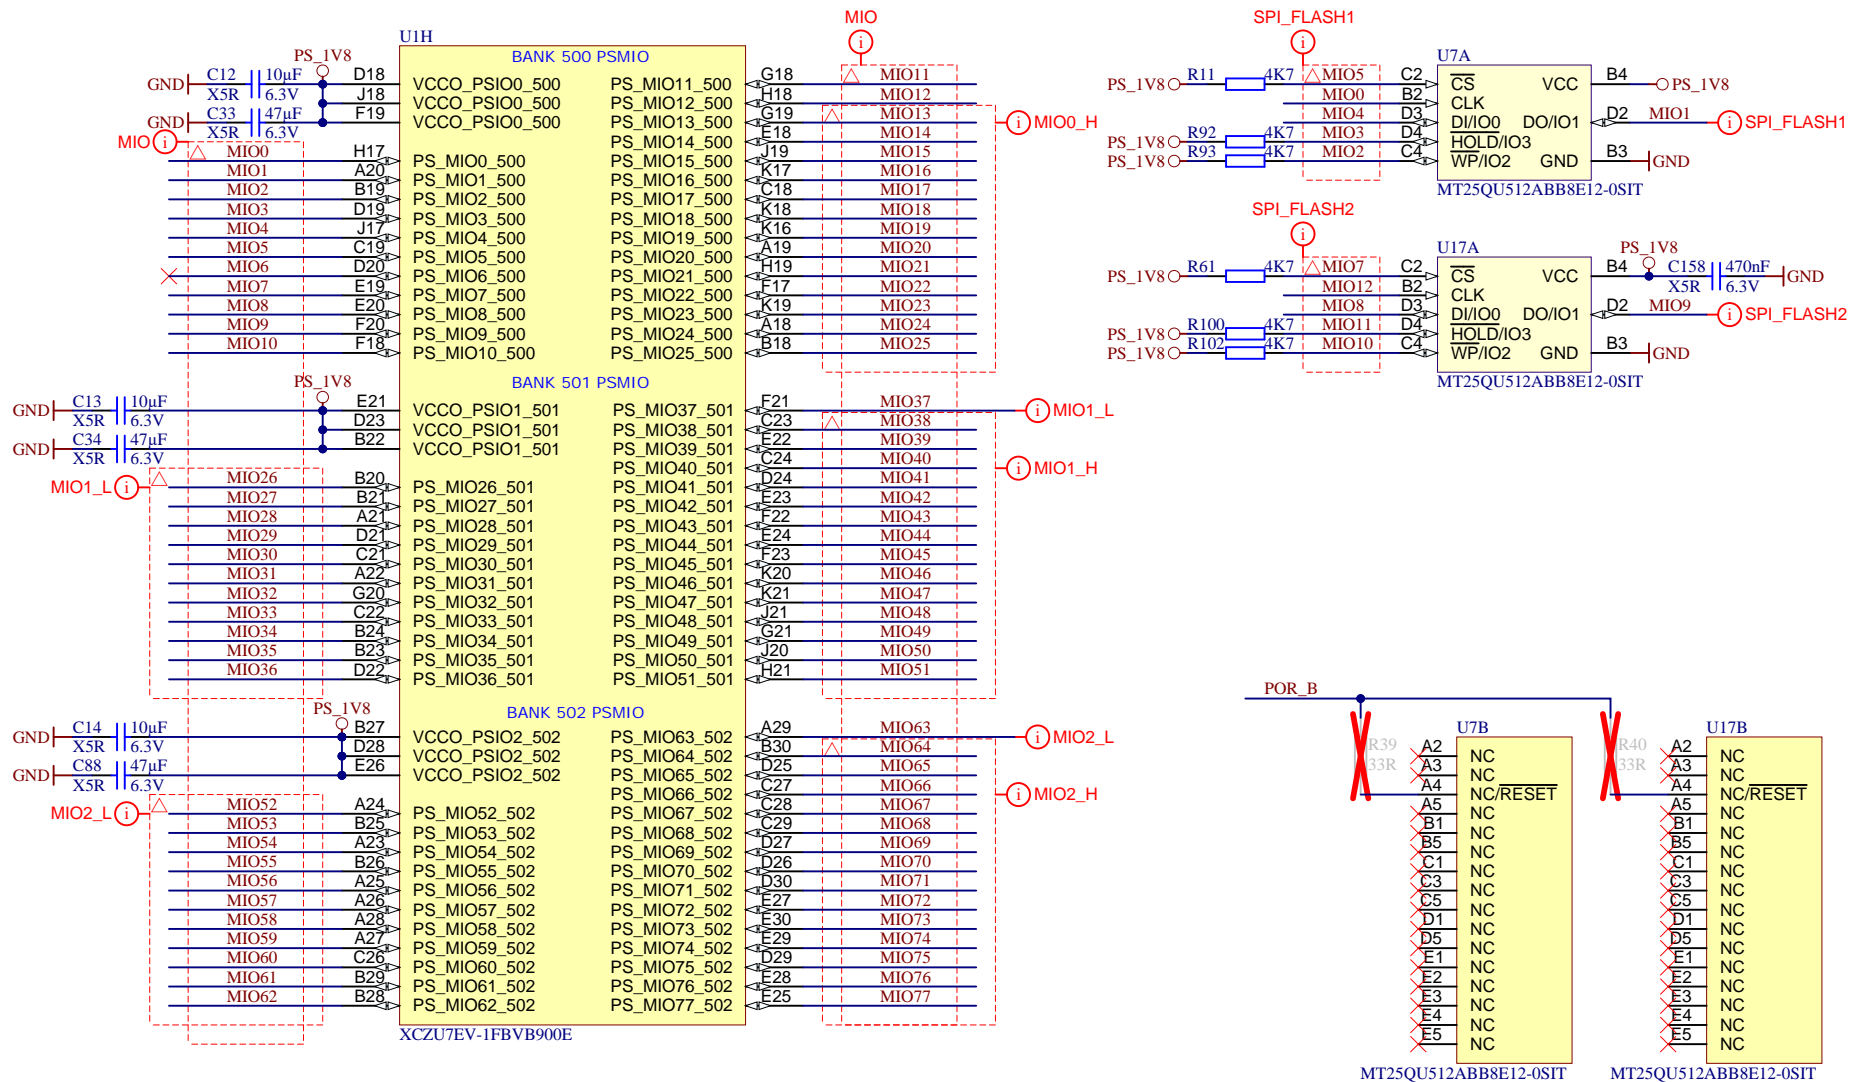 U1H
BANK 500 PSMIO
GND C12 10µF X5R 6.3V PS_1V8 D18 VCCO_PSIO0_500
J18 VCCO_PSIO0_500
GND C33 47µF X5R 6.3V F19 VCCO_PSIO0_500
MIO
MIO0 H17 PS_MIO0_500
MIO1 A20 PS_MIO1_500
MIO2 B19 PS_MIO2_500
MIO3 D19 PS_MIO3_500
MIO4 J17 PS_MIO4_500
MIO5 C19 PS_MIO5_500
MIO6 D20 PS_MIO6_500
MIO7 E19 PS_MIO7_500
MIO8 E20 PS_MIO8_500
MIO9 F20 PS_MIO9_500
MIO10 F18 PS_MIO10_500
MIO
PS_MIO11_500 G18 MIO11
PS_MIO12_500 H18 MIO12
PS_MIO13_500 G19 MIO13
MIO0_H
PS_MIO14_500 E18 MIO14
PS_MIO15_500 J19 MIO15
PS_MIO16_500 K17 MIO16
PS_MIO17_500 C18 MIO17
PS_MIO18_500 K18 MIO18
PS_MIO19_500 K16 MIO19
PS_MIO20_500 A19 MIO20
PS_MIO21_500 H19 MIO21
PS_MIO22_500 F17 MIO22
PS_MIO23_500 K19 MIO23
PS_MIO24_500 A18 MIO24
PS_MIO25_500 B18 MIO25
BANK 501 PSMIO
GND C13 10µF X5R 6.3V PS_1V8 E21 VCCO_PSIO1_501
D23 VCCO_PSIO1_501
GND C34 47µF X5R 6.3V B22 VCCO_PSIO1_501
MIO1_L
MIO26 B20 PS_MIO26_501
MIO27 B21 PS_MIO27_501
MIO28 A21 PS_MIO28_501
MIO29 D21 PS_MIO29_501
MIO30 C21 PS_MIO30_501
MIO31 A22 PS_MIO31_501
MIO32 G20 PS_MIO32_501
MIO33 C22 PS_MIO33_501
MIO34 B24 PS_MIO34_501
MIO35 B23 PS_MIO35_501
MIO36 D22 PS_MIO36_501
PS_MIO37_501 F21 MIO37 MIO1_L
PS_MIO38_501 C23 MIO38
PS_MIO39_501 E22 MIO39
PS_MIO40_501 C24 MIO40 MIO1_H
PS_MIO41_501 D24 MIO41
PS_MIO42_501 E23 MIO42
PS_MIO43_501 F22 MIO43
PS_MIO44_501 E24 MIO44
PS_MIO45_501 F23 MIO45
PS_MIO46_501 K20 MIO46
PS_MIO47_501 K21 MIO47
PS_MIO48_501 J21 MIO48
PS_MIO49_501 G21 MIO49
PS_MIO50_501 J20 MIO50
PS_MIO51_501 H21 MIO51
BANK 502 PSMIO
GND C14 10µF X5R 6.3V PS_1V8 B27 VCCO_PSIO2_502
D28 VCCO_PSIO2_502
GND C88 47µF X5R 6.3V E26 VCCO_PSIO2_502
MIO2_L
MIO52 A24 PS_MIO52_502
MIO53 B25 PS_MIO53_502
MIO54 A23 PS_MIO54_502
MIO55 B26 PS_MIO55_502
MIO56 A25 PS_MIO56_502
MIO57 A26 PS_MIO57_502
MIO58 A28 PS_MIO58_502
MIO59 A27 PS_MIO59_502
MIO60 C26 PS_MIO60_502
MIO61 B29 PS_MIO61_502
MIO62 B28 PS_MIO62_502
PS_MIO63_502 A29 MIO63 MIO2_L
PS_MIO64_502 B30 MIO64
PS_MIO65_502 D25 MIO65
PS_MIO66_502 C27 MIO66 MIO2_H
PS_MIO67_502 C28 MIO67
PS_MIO68_502 C29 MIO68
PS_MIO69_502 D27 MIO69
PS_MIO70_502 D26 MIO70
PS_MIO71_502 D30 MIO71
PS_MIO72_502 E27 MIO72
PS_MIO73_502 E30 MIO73
PS_MIO74_502 E29 MIO74
PS_MIO75_502 D29 MIO75
PS_MIO76_502 E28 MIO76
PS_MIO77_502 E25 MIO77
XCZU7EV-1FBVB900E
SPI_FLASH1
U7A
PS_1V8 R11 4K7 MIO5 C2 CS VCC B4 PS_1V8
MIO0 B2 CLK
MIO4 D3 DI/IO0 DO/IO1 D2 MIO1 SPI_FLASH1
PS_1V8 R92 4K7 MIO3 D4 HOLD/IO3
PS_1V8 R93 4K7 MIO2 C4 WP/IO2 GND B3 GND
MT25QU512ABB8E12-0SIT
SPI_FLASH2
U17A
PS_1V8 R61 4K7 MIO7 C2 CS VCC B4 PS_1V8 C158 470nF X5R 6.3V GND
MIO12 B2 CLK
MIO8 D3 DI/IO0 DO/IO1 D2 MIO9 SPI_FLASH2
PS_1V8 R100 4K7 MIO11 D4 HOLD/IO3
PS_1V8 R102 4K7 MIO10 C4 WP/IO2 GND B3 GND
MT25QU512ABB8E12-0SIT
POR_B
R39
33R
U7B
A2 NC
A3 NC
A4 NC/RESET
A5 NC
B1 NC
B5 NC
C1 NC
C3 NC
C5 NC
D1 NC
D5 NC
E1 NC
E2 NC
E3 NC
E4 NC
E5 NC
MT25QU512ABB8E12-0SIT
R40
33R
U17B
A2 NC
A3 NC
A4 NC/RESET
A5 NC
B1 NC
B5 NC
C1 NC
C3 NC
C5 NC
D1 NC
D5 NC
E1 NC
E2 NC
E3 NC
E4 NC
E5 NC
MT25QU512ABB8E12-0SIT